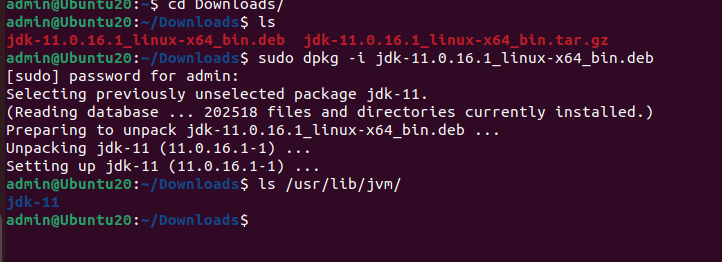 admin@Ubuntu20:~$ cd Downloads/
admin@Ubuntu20:~/Downloads$ ls
jdk-11.0.16.1_linux-x64_bin.deb  jdk-11.0.16.1_linux-x64_bin.tar.gz
admin@Ubuntu20:~/Downloads$ sudo dpkg -i jdk-11.0.16.1_linux-x64_bin.deb
[sudo] password for admin:
Selecting previously unselected package jdk-11.
(Reading database ... 202518 files and directories currently installed.)
Preparing to unpack jdk-11.0.16.1_linux-x64_bin.deb ...
Unpacking jdk-11 (11.0.16.1-1) ...
Setting up jdk-11 (11.0.16.1-1) ...
admin@Ubuntu20:~/Downloads$ ls /usr/lib/jvm/
jdk-11
admin@Ubuntu20:~/Downloads$